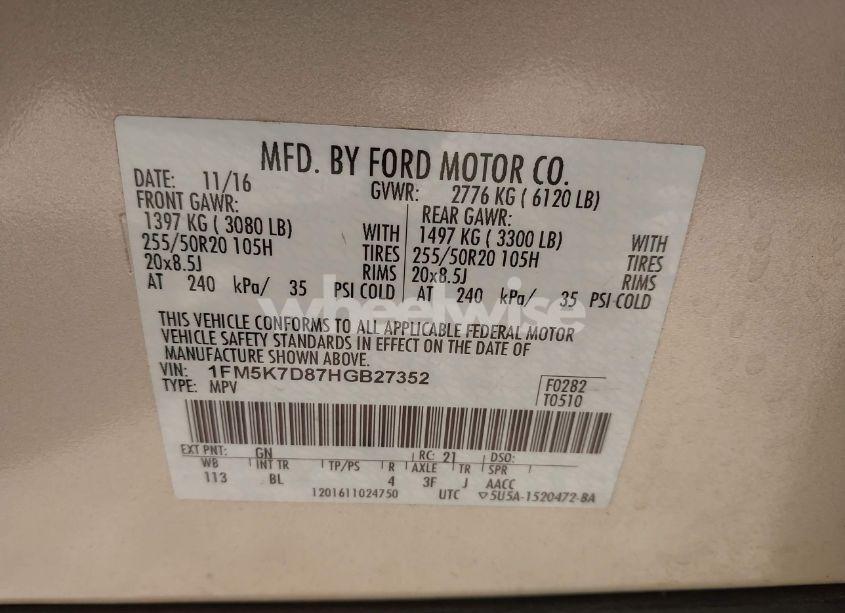 MFD. BY FORD MOTOR CO.
DATE: 11/16 GVWR: 2776 KG ( 6120 LB)
FRONT GAWR: REAR GAWR:
1397 KG ( 3080 LB) WITH 1497 KG ( 3300 LB) WITH
255/50R20 105H TIRES 255/50R20 105H TIRES
20x8.5J RIMS 20x8.5J RIMS
AT 240 kPa/ 35 PSI COLD AT 240 kPa/ 35 PSI COLD
wheelwise
THIS VEHICLE CONFORMS TO ALL APPLICABLE FEDERAL MOTOR
VEHICLE SAFETY STANDARDS IN EFFECT ON THE DATE OF
MANUFACTURE SHOWN ABOVE.
VIN: 1FM5K7D87HGB27352
TYPE: MPV
F0282
T0510
EXT PNT: GN RC: 21 DSO:
WB INT TR TP/PS R AXLE TR SPR
113 BL 4 3F J AACC
1201611024750 UTC ▽5U5A-1520472-BA